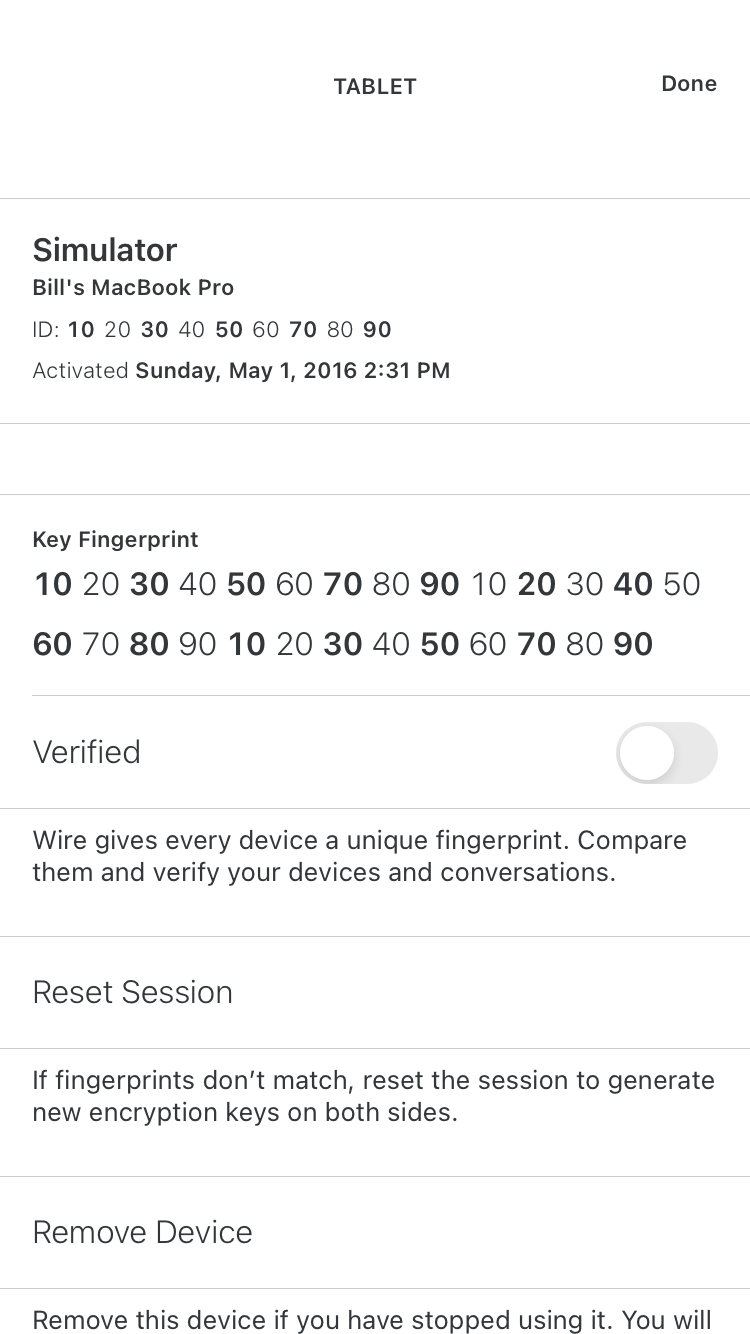 TABLET
Done
Simulator
Bill's MacBook Pro
ID: 10 20 30 40 50 60 70 80 90
Activated Sunday, May 1, 2016 2:31 PM
Key Fingerprint
10 20 30 40 50 60 70 80 90 10 20 30 40 50
60 70 80 90 10 20 30 40 50 60 70 80 90
Verified
Wire gives every device a unique fingerprint. Compare
them and verify your devices and conversations.
Reset Session
If fingerprints don’t match, reset the session to generate
new encryption keys on both sides.
Remove Device
Remove this device if you have stopped using it. You will